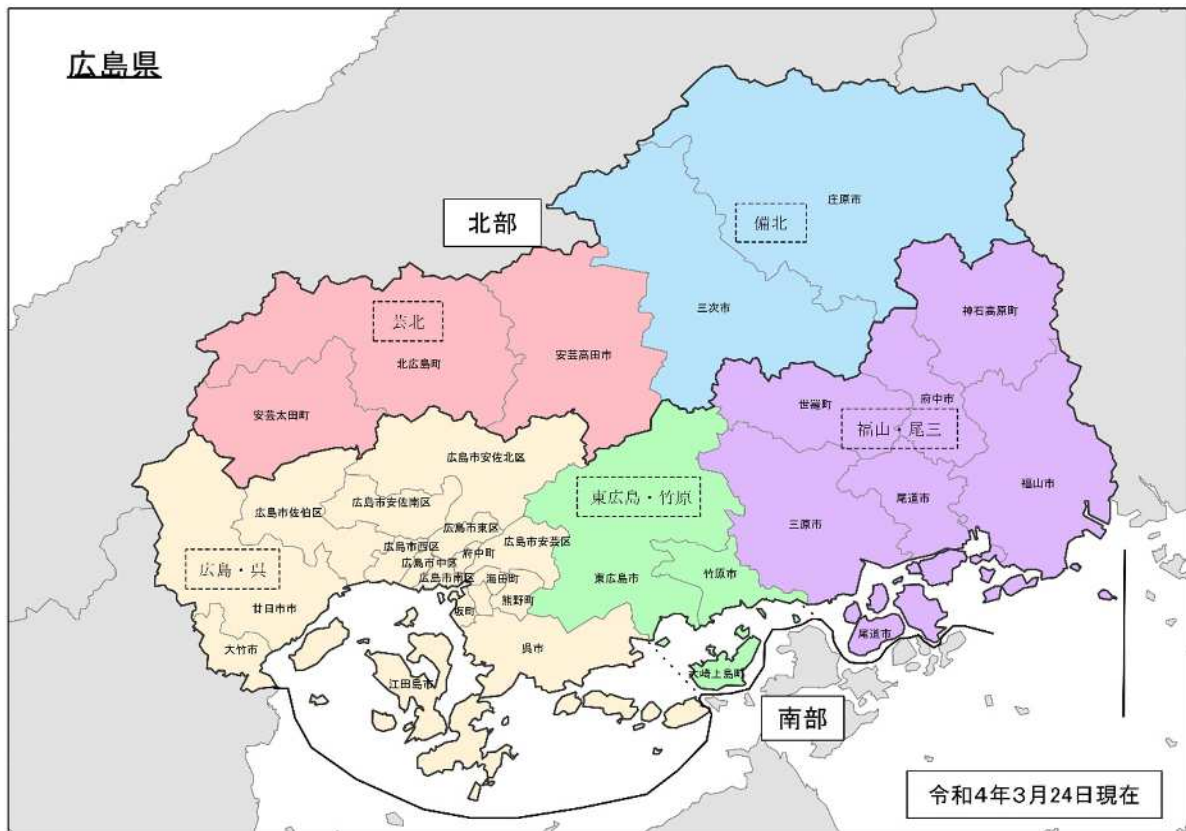 広島県
北部
庄原市
備北
三次市
神石高原町
芸北
北広島町
安芸高田市
安芸太田町
世羅町
府中市
福山・尾三
広島市安佐北区
福山市
広島市佐伯区
広島市安佐南区
東広島・竹原
尾道市
三原市
広島市東区
広島市安芸区
広島市西区
府中町
広島市中区
広島市南区
海田町
広島・呉
東広島市
竹原市
熊野町
坂町
廿日市市
呉市
尾道市
大竹市
江田島市
大崎上島町
南部
令和4年3月24日現在